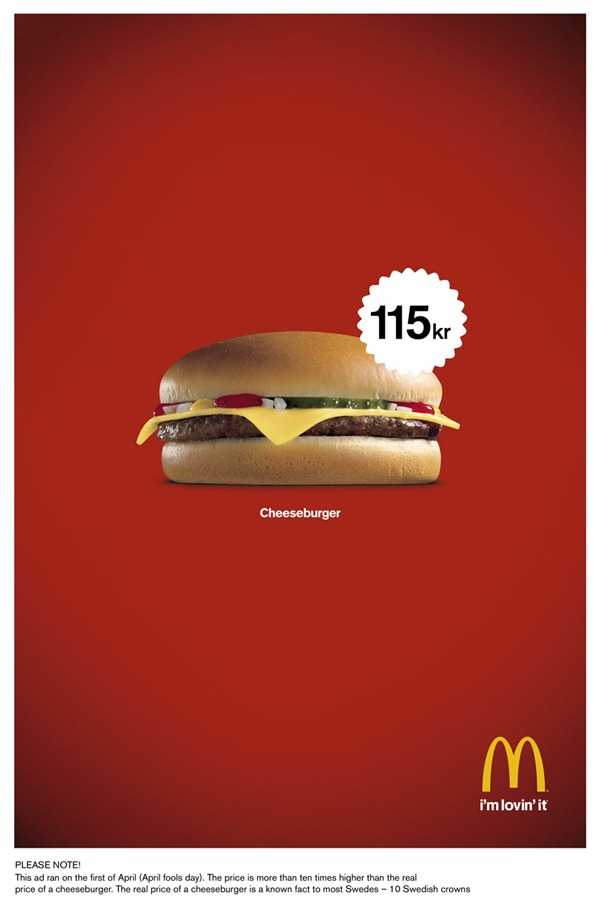 115kr
Cheeseburger
i'm lovin' it
PLEASE NOTE!
This ad ran on the first of April (April fools day). The price is more than ten times higher than the real
price of a cheeseburger. The real price of a cheeseburger is a known fact to most Swedes – 10 Swedish crowns